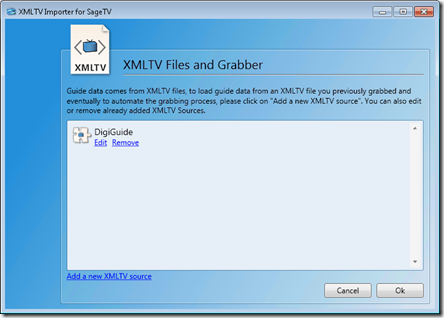 XMLTV Importer for SageTV
XMLTV
XMLTV Files and Grabber
Guide data comes from XMLTV files, to load guide data from an XMLTV file you previously grabbed and
eventually to automate the grabbing process, please click on "Add a new XMLTV source". You can also edit
or remove already added XMLTV Sources.
DigiGuide
Edit Remove
Add a new XMLTV source
Cancel Ok